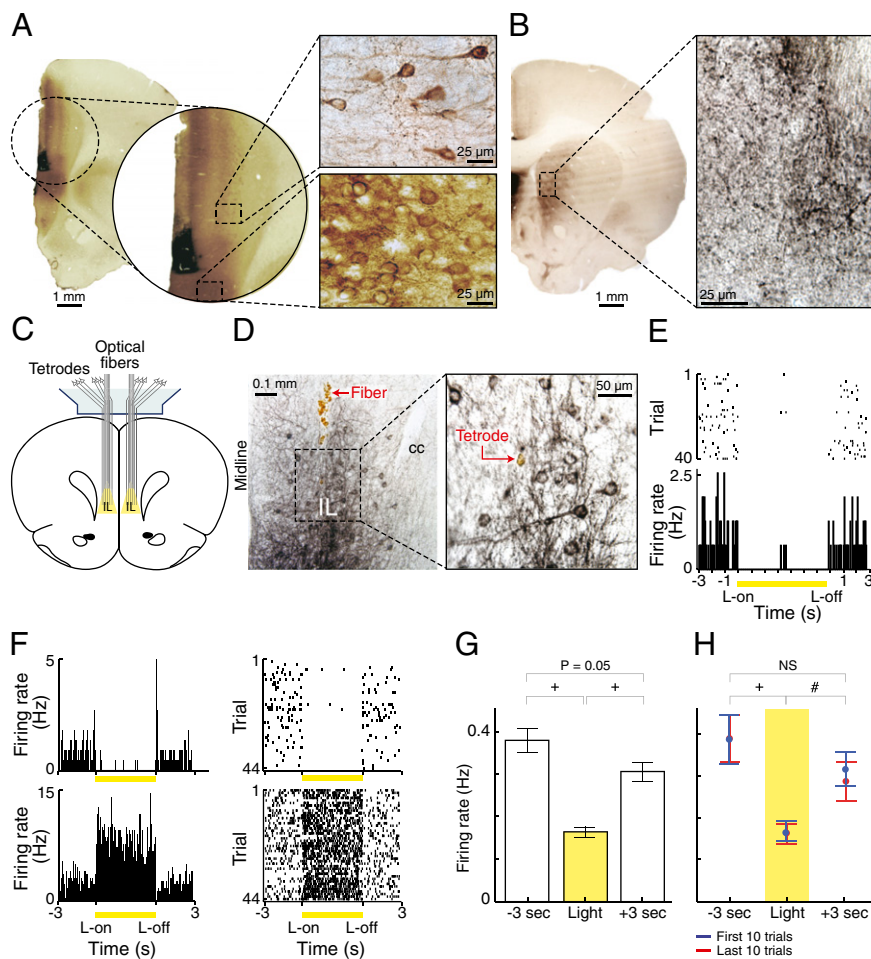 A
25 µm
25 µm
1 mm
B
1 mm
25 µm
C
Optical
fibers
Tetrodes
IL
IL
D
0.1 mm
Fiber
Midline
IL
cc
50 µm
Tetrode
E
1
Trial
40
2.5
Firing rate
(Hz)
0
-3
-1
1
3
L-on
L-off
Time (s)
F
5
Firing rate
(Hz)
0
1
Trial
44
15
Firing rate
(Hz)
0
-3
3
L-on
L-off
Time (s)
1
Trial
44
-3
3
L-on
L-off
Time (s)
G
P = 0.05
+
+
0.4
Firing rate (Hz)
0
-3 sec
Light
+3 sec
H
NS
+
#
-3 sec
Light
+3 sec
First 10 trials
Last 10 trials